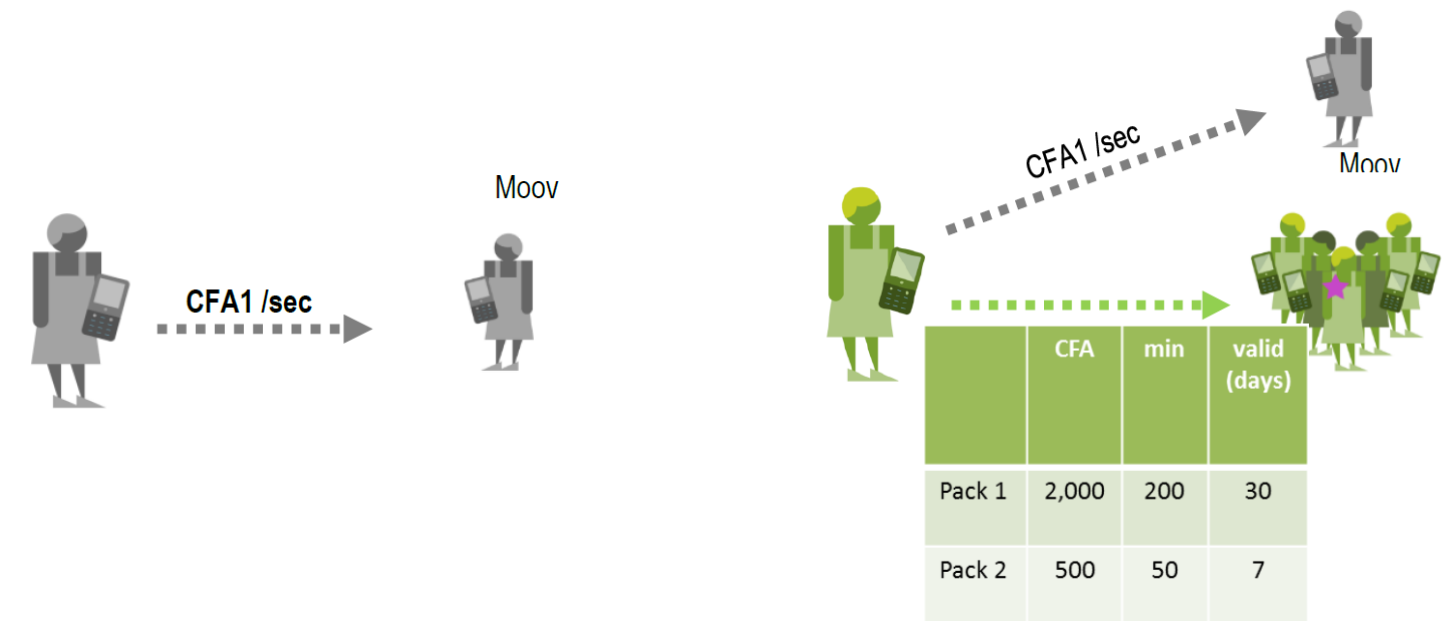 Moov
CFA1 /sec
CFA1 /sec
Moov
CFA min valid (days)
Pack 1 2,000 200 30
Pack 2 500 50 7